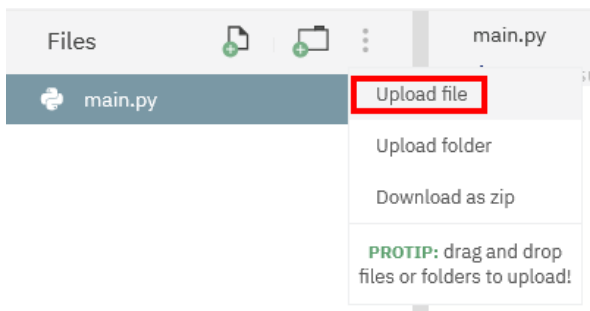 Files
main.py
main.py
Upload file
Upload folder
Download as zip
PROTIP: drag and drop
files or folders to upload!